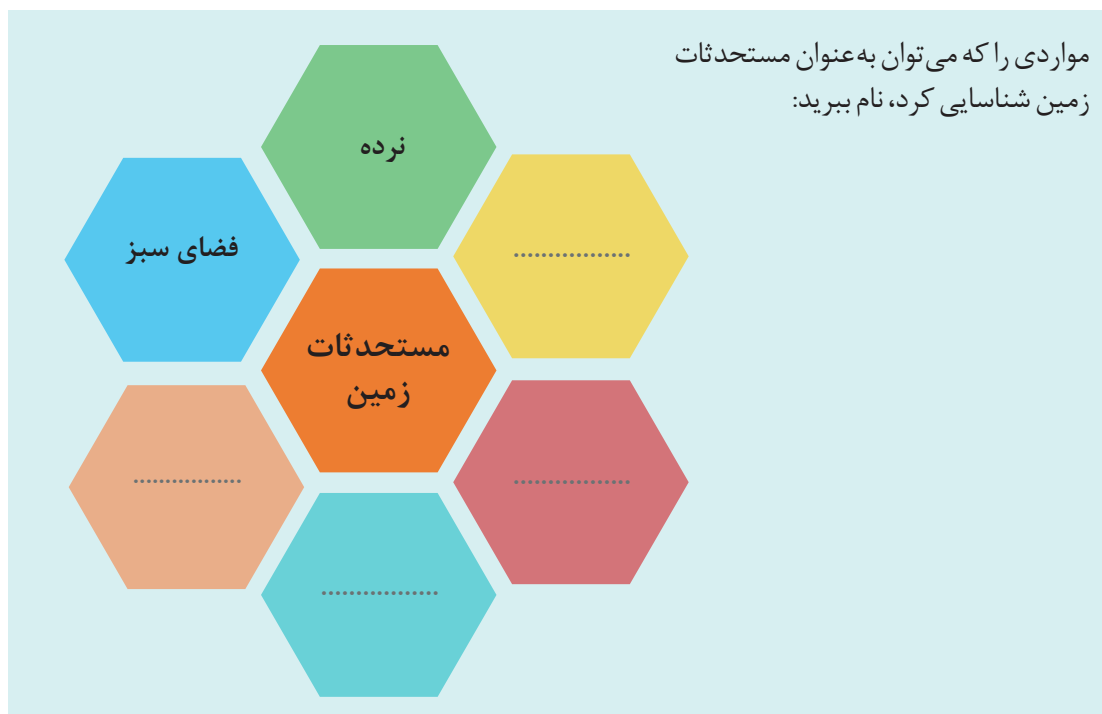 مواردی را که می‌توان به‌عنوان مستحدثات
زمین شناسایی کرد، نام ببرید:
نرده
فضای سبز
.................
مستحدثات
زمین
.................
.................
.................